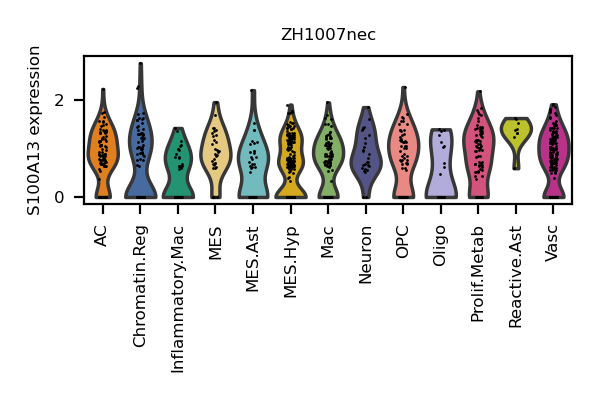 ZH1007nec
S100A13 expression
2
0
AC
Chromatin.Reg
Inflammatory.Mac
MES
MES.Ast
MES.Hyp
Mac
Neuron
OPC
Oligo
Prolif.Metab
Reactive.Ast
Vasc